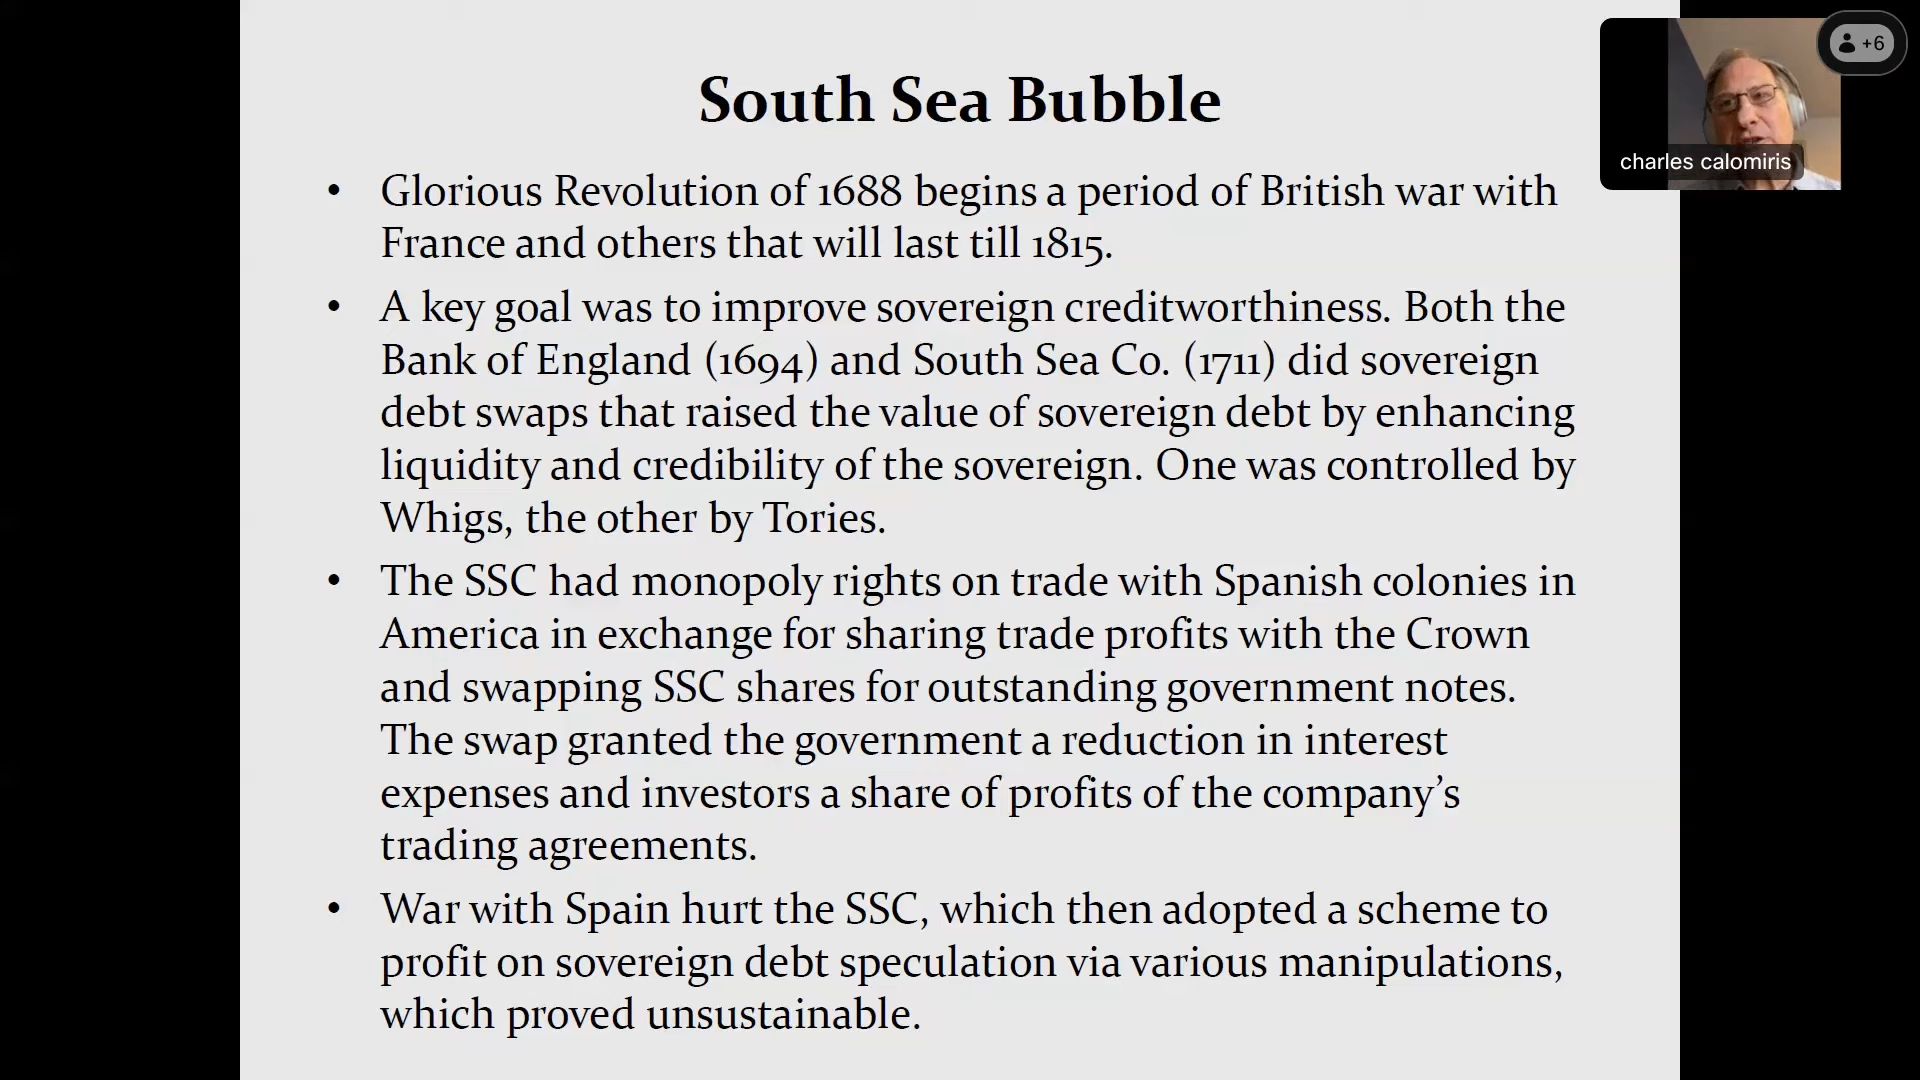 South Sea Bubble
+6
charles calomiris
• Glorious Revolution of 1688 begins a period of British war with
France and others that will last till 1815.
• A key goal was to improve sovereign creditworthiness. Both the
Bank of England (1694) and South Sea Co. (1711) did sovereign
debt swaps that raised the value of sovereign debt by enhancing
liquidity and credibility of the sovereign. One was controlled by
Whigs, the other by Tories.
• The SSC had monopoly rights on trade with Spanish colonies in
America in exchange for sharing trade profits with the Crown
and swapping SSC shares for outstanding government notes.
The swap granted the government a reduction in interest
expenses and investors a share of profits of the company’s
trading agreements.
• War with Spain hurt the SSC, which then adopted a scheme to
profit on sovereign debt speculation via various manipulations,
which proved unsustainable.